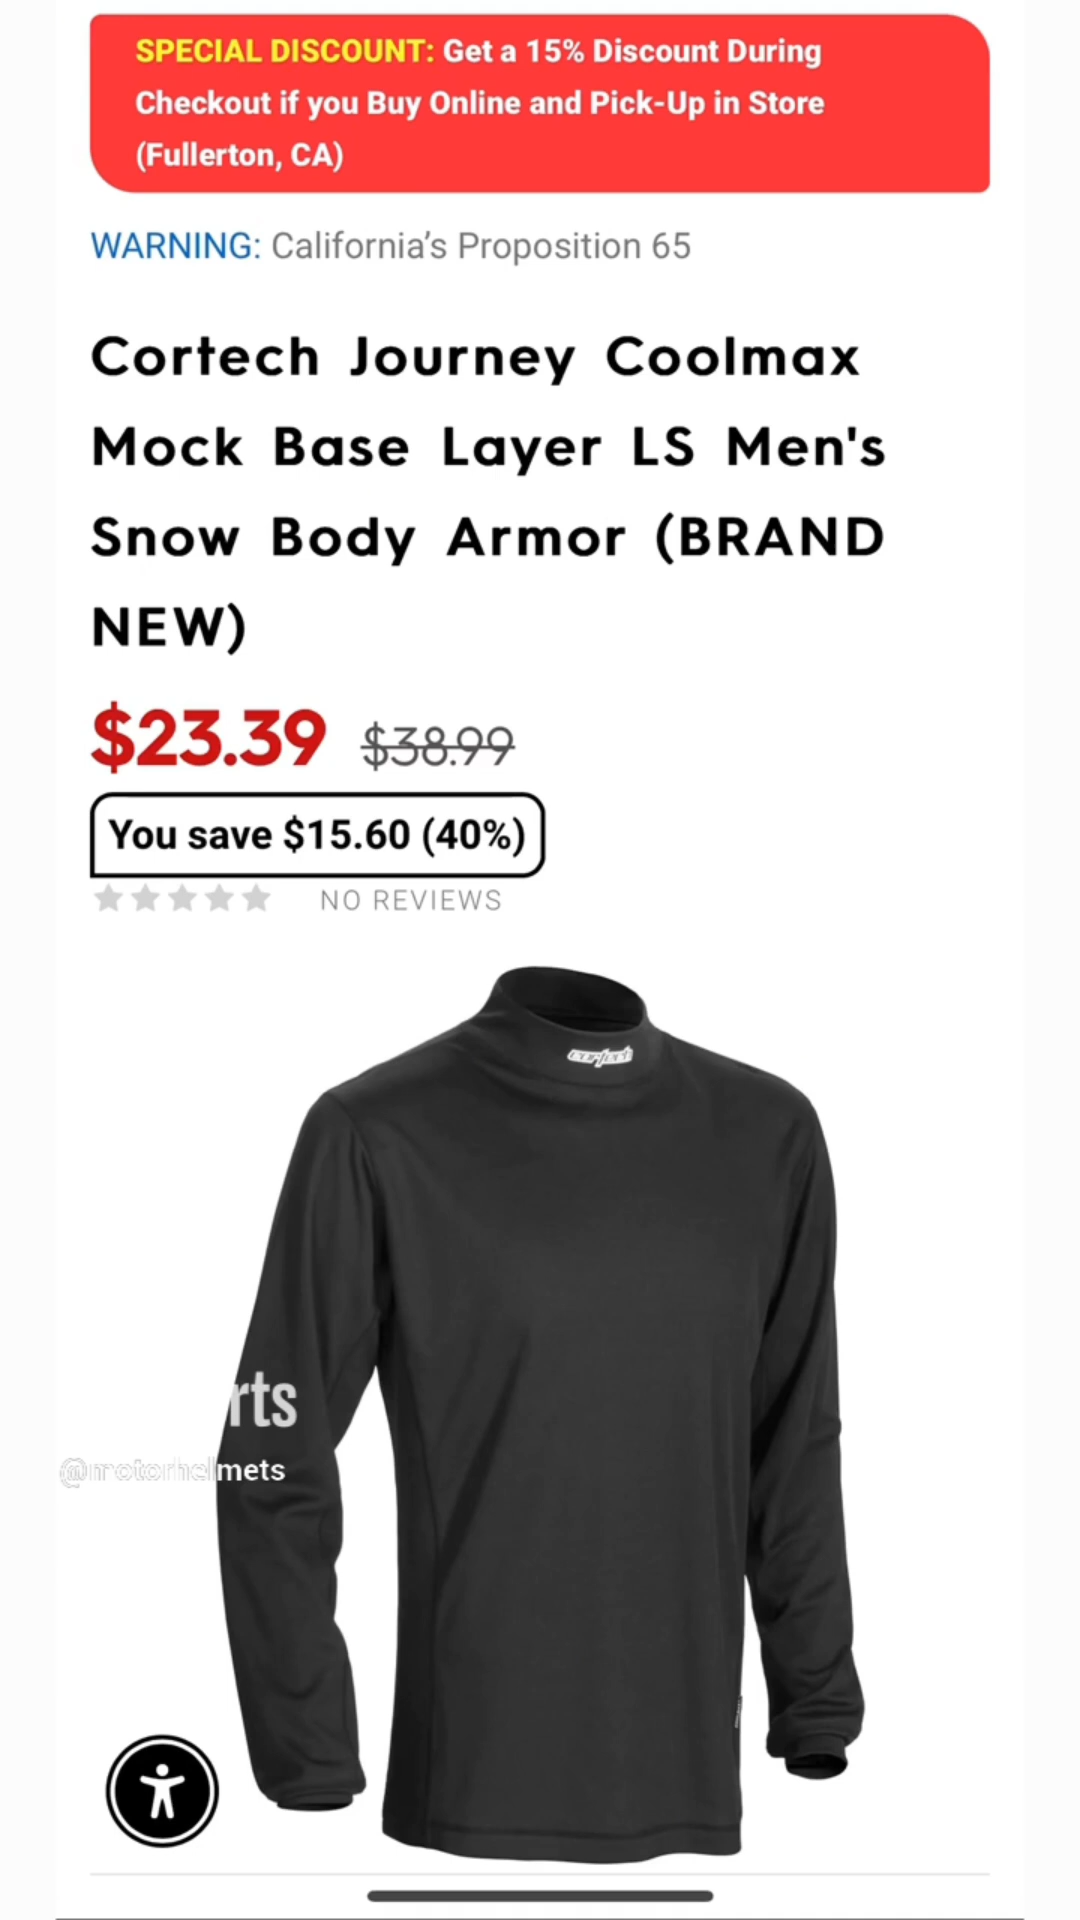 SPECIAL DISCOUNT: Get a 15% Discount During
Checkout if you Buy Online and Pick-Up in Store
(Fullerton, CA)
WARNING: California’s Proposition 65
Cortech Journey Coolmax
Mock Base Layer LS Men's
Snow Body Armor (BRAND
NEW)
$23.39 $38.99
You save $15.60 (40%)
NO REVIEWS
cortech
rts
@motorhelmets